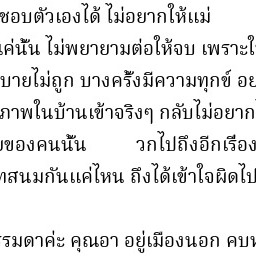 ชอบตัวเองได้ ไม่อยากให้แม่
ค่นั้น ไม่พยายามต่อให้จบ เพราะใ
บายไม่ถูก บางครั้งมีความทุกข์ อย
ภาพในบ้านเข้าจริงๆ กลับไม่อยาก
ของคนนั้น วกไปถึงอีกเรื่อง
ทสนมกันแค่ไหน ถึงได้เข้าใจผิดไป
รรมดาค่ะ คุณอา อยู่เมืองนอก คบ